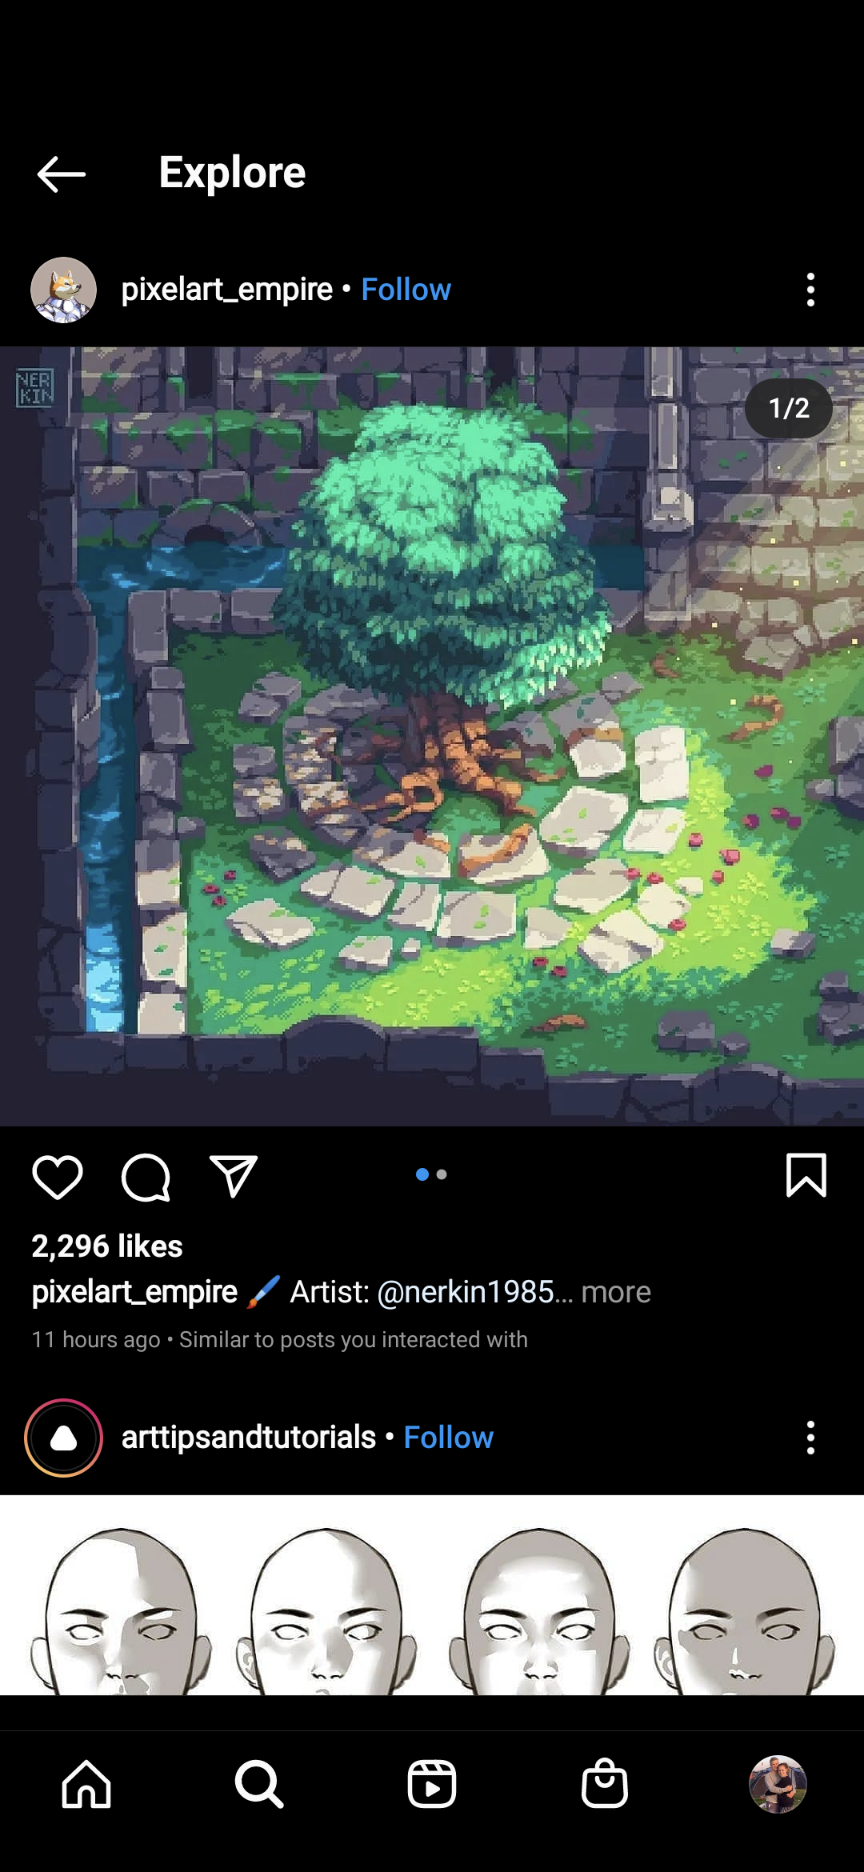 Explore
pixelart_empire • Follow
NER
KIN
1/2
2,296 likes
pixelart_empire 🖌️ Artist: @nerkin1985... more
11 hours ago • Similar to posts you interacted with
arttipsandtutorials • Follow